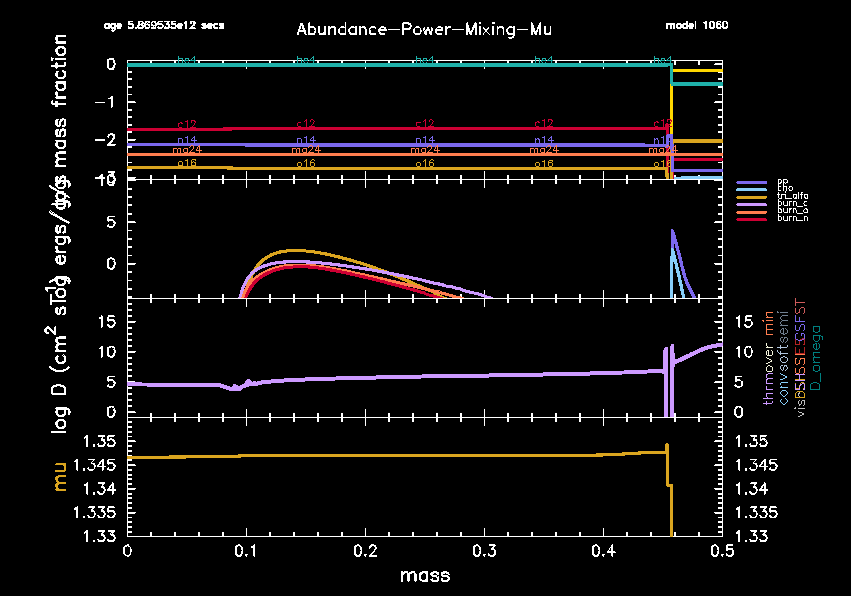 age 5.869535e12 secs
Abundance-Power-Mixing-Mu
model 1060
log mass fraction
0
-1
-2
-3
he4 he4 he4 he4 he4
c12 c12 c12 c12 c12
n14 n14 n14 n14 n14
mg24 mg24 mg24 mg24 mg24
o16 o16 o16 o16 o16
log ergs/g/s
10
5
0
pp
cno
tri_alfa
burn_c
burn_o
burn_n
log D (cm2 s-1)
15
10
5
0
15
10
5
0
thrm over min
conv soft semi
D_omega
mu
1.35
1.345
1.34
1.335
1.33
1.35
1.345
1.34
1.335
1.33
0 0.1 0.2 0.3 0.4 0.5
mass